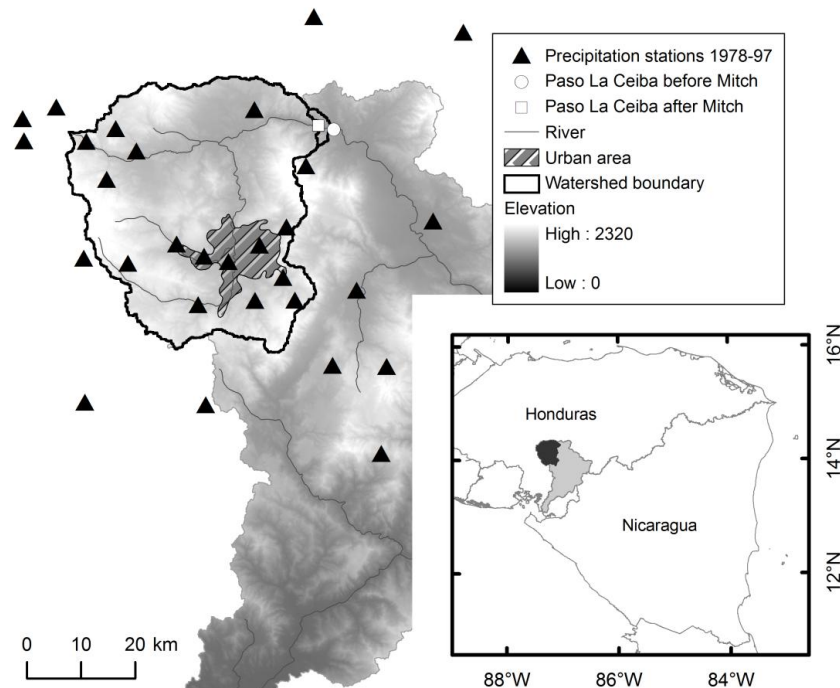 Precipitation stations 1978-97
Paso La Ceiba before Mitch
Paso La Ceiba after Mitch
River
Urban area
Watershed boundary
Elevation
High : 2320
Low : 0
Honduras
Nicaragua
16°N
14°N
12°N
88°W 86°W 84°W
0 10 20 km